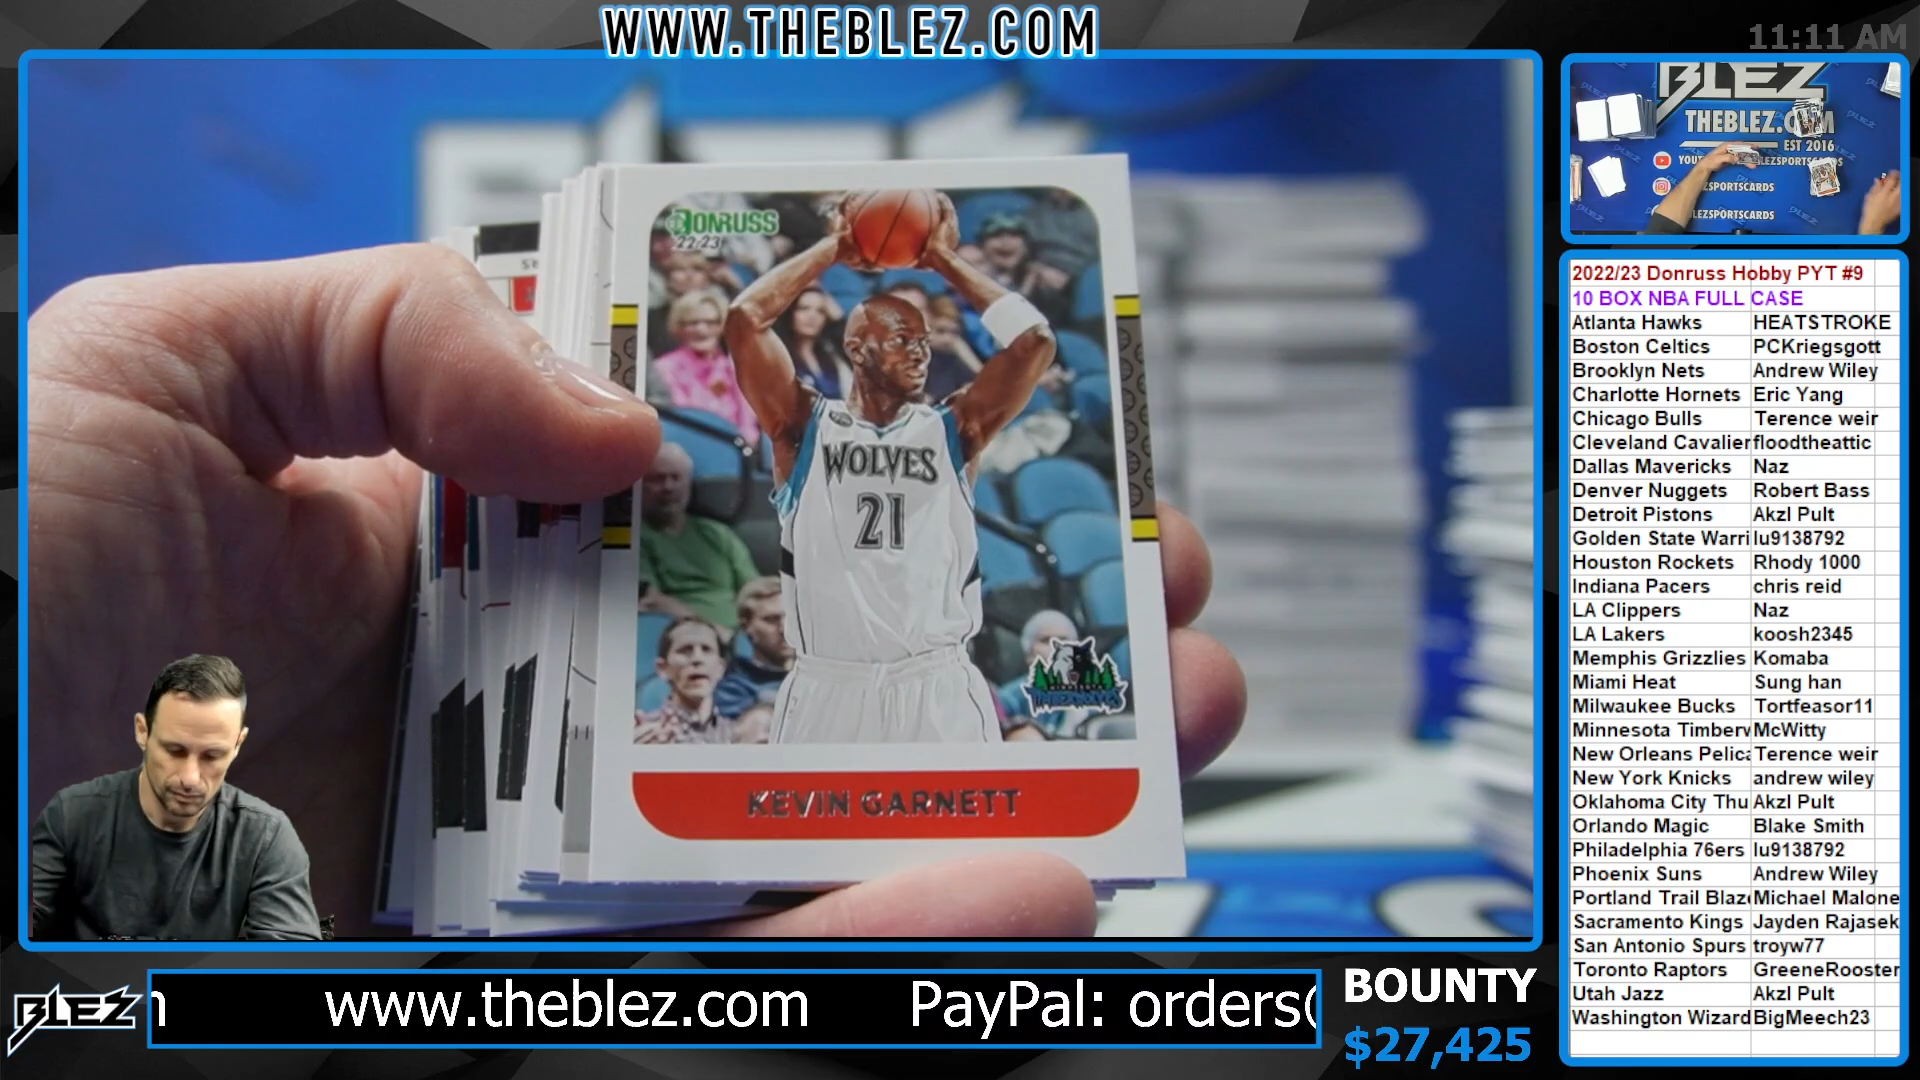 WWW.THEBLEZ.COM
11:11 AM
DONRUSS
22/23
WOLVES
21
TIMBERWOLVES
KEVIN GARNETT
BLEZ
THEBLEZ.C
EST 2016
2022/23 Donruss Hobby PYT #9
10 BOX NBA FULL CASE
Atlanta Hawks HEATSTROKE
Boston Celtics PCKriegsgott
Brooklyn Nets Andrew Wiley
Charlotte Hornets Eric Yang
Chicago Bulls Terence weir
Cleveland Cavalier floodtheattic
Dallas Mavericks Naz
Denver Nuggets Robert Bass
Detroit Pistons Akzl Pult
Golden State Warri lu9138792
Houston Rockets Rhody 1000
Indiana Pacers chris reid
LA Clippers Naz
LA Lakers koosh2345
Memphis Grizzlies Komaba
Miami Heat Sung han
Milwaukee Bucks Tortfeasor11
Minnesota Timberv McWitty
New Orleans Pelica Terence weir
New York Knicks andrew wiley
Oklahoma City Thu Akzl Pult
Orlando Magic Blake Smith
Philadelphia 76ers lu9138792
Phoenix Suns Andrew Wiley
Portland Trail Blaz Michael Malone
Sacramento Kings Jayden Rajasek
San Antonio Spurs troyw77
Toronto Raptors GreeneRooster
Utah Jazz Akzl Pult
Washington Wizard BigMeech23
BLEZ
www.theblez.com PayPal: orders@
BOUNTY
$27,425